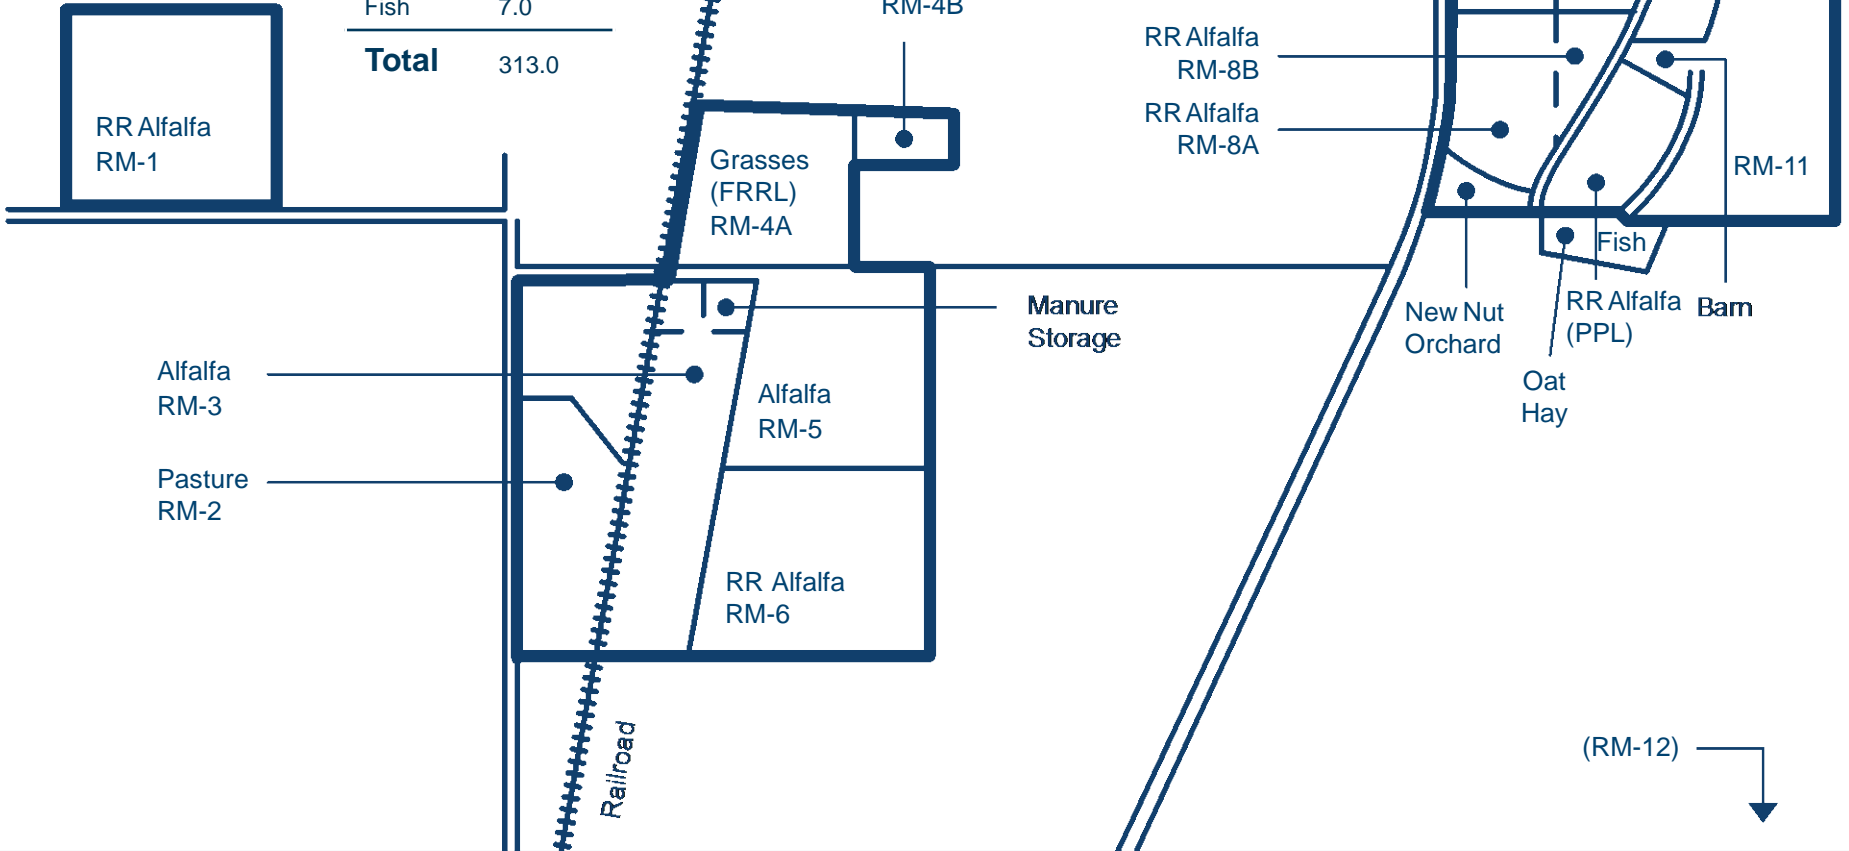 Fish 7.0
Total 313.0
RM-4B
RR Alfalfa
RM-8B
RR Alfalfa
RM-8A
RR Alfalfa
RM-1
Grasses
(FRRL)
RM-4A
RM-11
Fish
Manure
Storage
New Nut
Orchard
RR Alfalfa
(PPL)
Barn
Oat
Hay
Alfalfa
RM-3
Alfalfa
RM-5
Pasture
RM-2
RR Alfalfa
RM-6
Railroad
(RM-12)